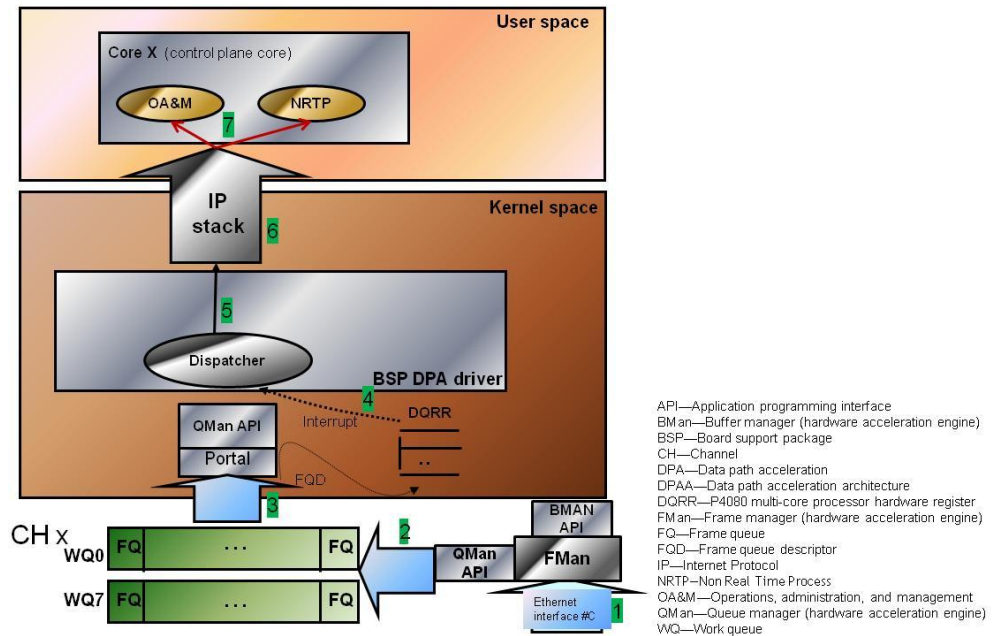 User space
Core X (control plane core)
OA&M
NRTP
7
IP
stack
6
Kernel space
5
Dispatcher
BSP DPA driver
4
Interrupt
DQRR
..
QMan API
Portal
FQD
3
CH x
WQ0
FQ
...
FQ
WQ7
FQ
...
FQ
2
QMan
API
BMAN
API
FMan
Ethernet
interface #C
1
API—Application programming interface
BMan—Buffer manager (hardware acceleration engine)
BSP—Board support package
CH—Channel
DPA—Data path acceleration
DPAA—Data path acceleration architecture
DQRR—P4080 multi-core processor hardware register
FMan—Frame manager (hardware acceleration engine)
FQ—Frame queue
FQD—Frame queue descriptor
IP—Internet Protocol
NRTP–Non Real Time Process
OA&M—Operations, administration, and management
QMan—Queue manager (hardware acceleration engine)
WQ—Work queue